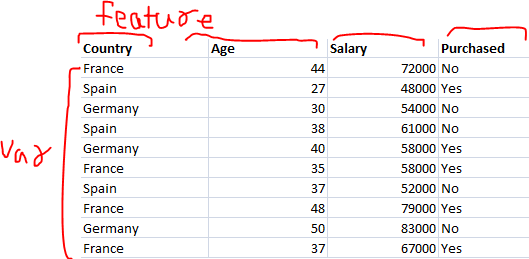 feature
Country Age Salary Purchased
France 44 72000 No
Spain 27 48000 Yes
Germany 30 54000 No
Spain 38 61000 No
Germany 40 58000 Yes
France 35 58000 Yes
Spain 37 52000 No
France 48 79000 Yes
Germany 50 83000 No
France 37 67000 Yes
Var